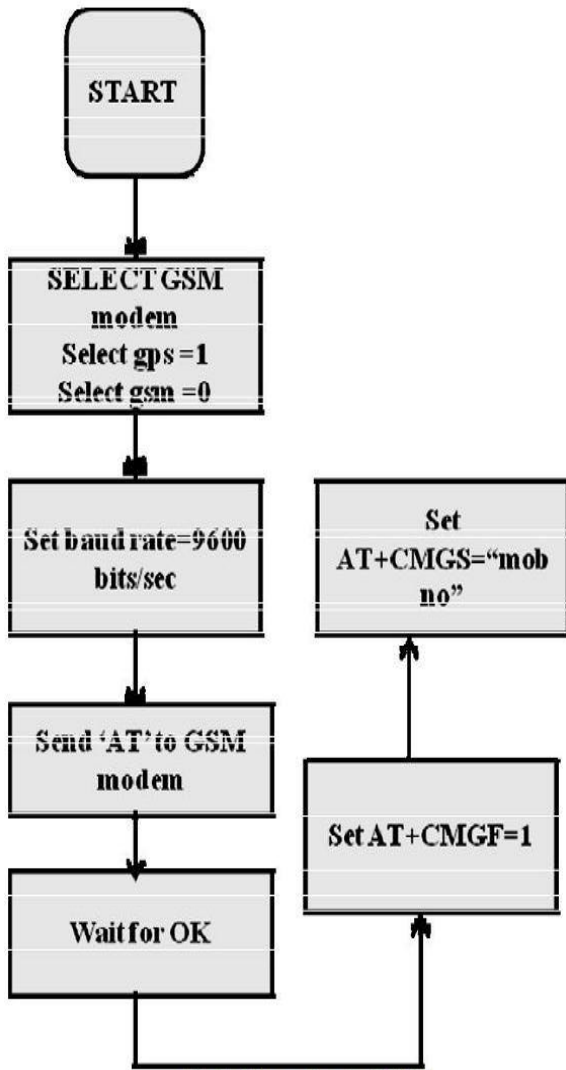 START
SELECT GSM
modem
Select gps =1
Select gsm =0
Set baud rate=9600
bits/sec
Send ‘AT’ to GSM
modem
Wait for OK
Set AT+CMGF=1
Set
AT+CMGS=“mob
no”